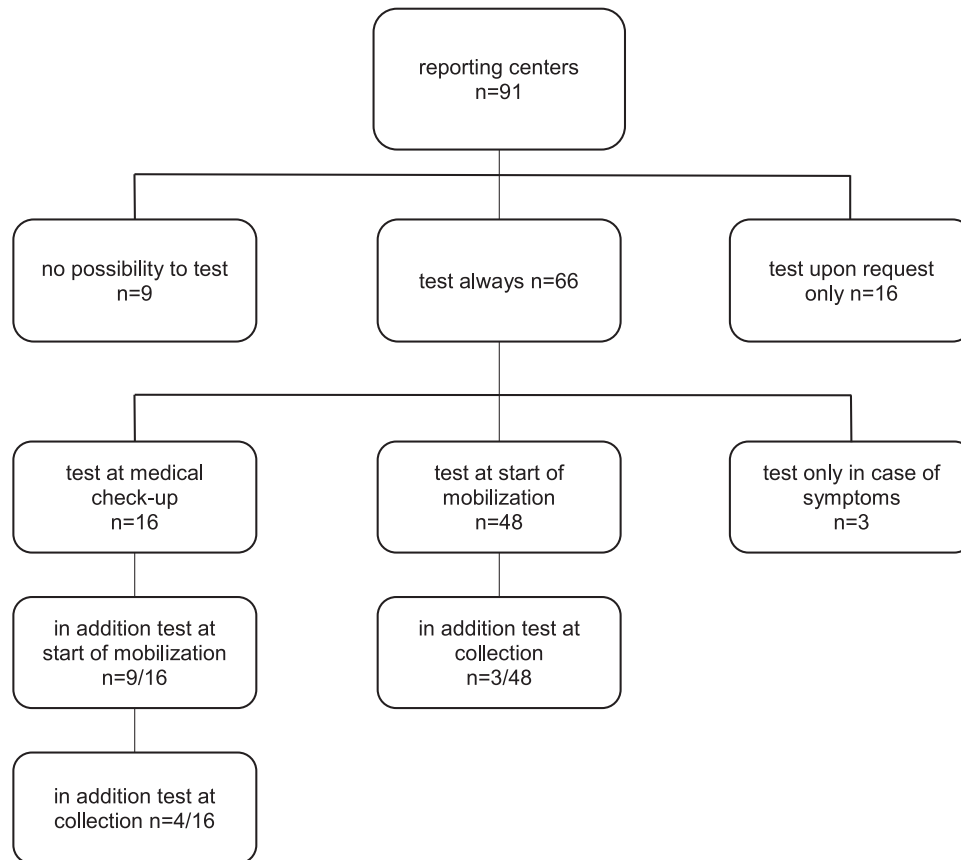 reporting centers
n=91
no possibility to test
n=9
test always n=66
test upon request
only n=16
test at medical
check-up
n=16
test at start of
mobilization
n=48
test only in case of
symptoms
n=3
in addition test at
start of mobilization
n=9/16
in addition test at
collection
n=3/48
in addition test at
collection n=4/16